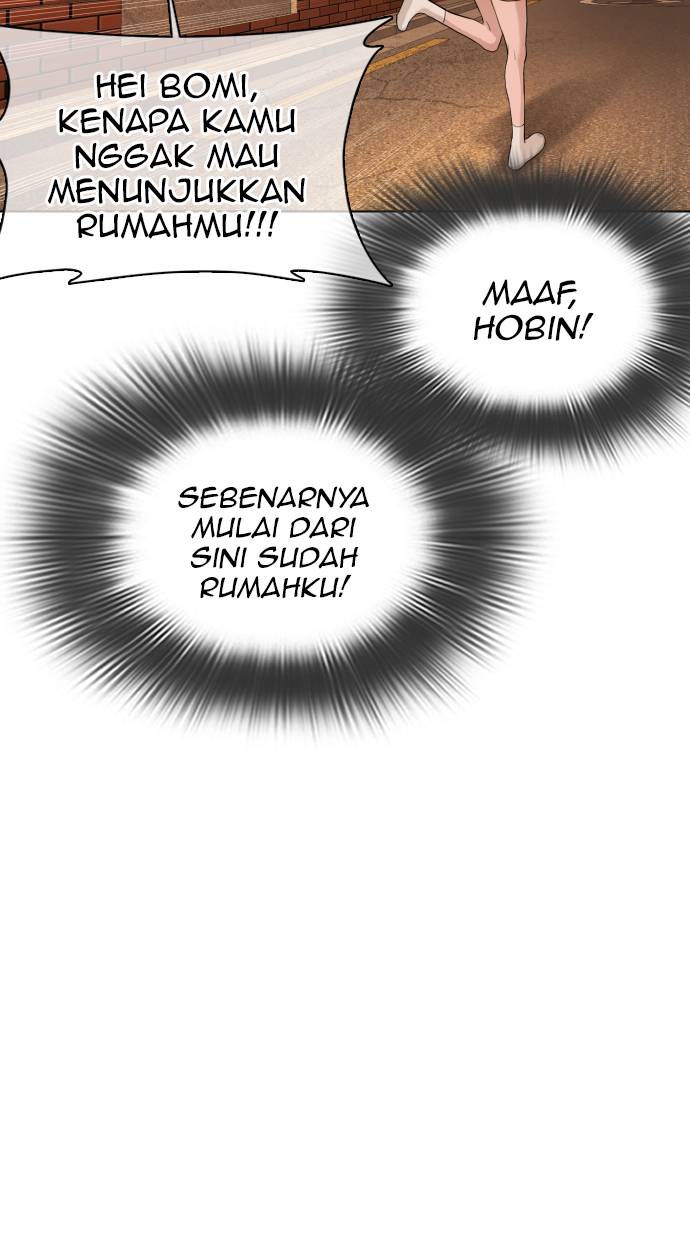 HEI BOMI,
KENAPA KAMU
NGGAK MAU
MENUNJUKKAN
RUMAHMU!!!
MAAF,
HOBIN!
SEBENARNYA
MULAI DARI
SINI SUDAH
RUMAHKU!